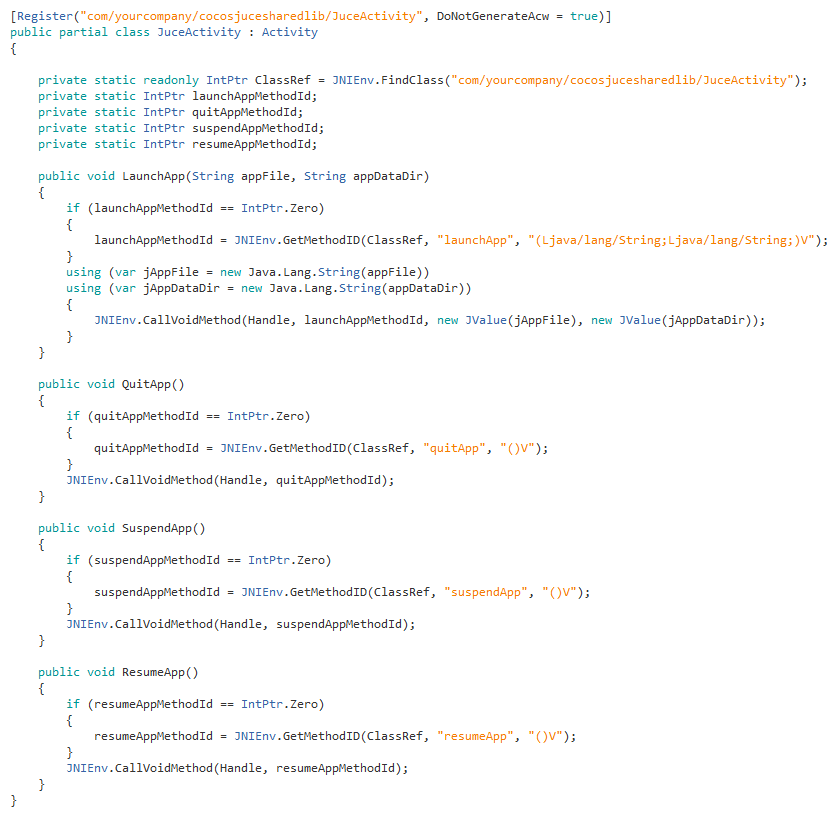 [Register("com/yourcompany/cocosjucesharedlib/JuceActivity", DoNotGenerateAcw = true)]
public partial class JuceActivity : Activity
{
    private static readonly IntPtr ClassRef = JNIEnv.FindClass("com/yourcompany/cocosjucesharedlib/JuceActivity");
    private static IntPtr launchAppMethodId;
    private static IntPtr quitAppMethodId;
    private static IntPtr suspendAppMethodId;
    private static IntPtr resumeAppMethodId;
    public void LaunchApp(String appFile, String appDataDir)
    {
        if (launchAppMethodId == IntPtr.Zero)
        {
            launchAppMethodId = JNIEnv.GetMethodID(ClassRef, "launchApp", "(Ljava/lang/String;Ljava/lang/String;)V");
        }
        using (var jAppFile = new Java.Lang.String(appFile))
        using (var jAppDataDir = new Java.Lang.String(appDataDir))
        {
            JNIEnv.CallVoidMethod(Handle, launchAppMethodId, new JValue(jAppFile), new JValue(jAppDataDir));
        }
    }
    public void QuitApp()
    {
        if (quitAppMethodId == IntPtr.Zero)
        {
            quitAppMethodId = JNIEnv.GetMethodID(ClassRef, "quitApp", "()V");
        }
        JNIEnv.CallVoidMethod(Handle, quitAppMethodId);
    }
    public void SuspendApp()
    {
        if (suspendAppMethodId == IntPtr.Zero)
        {
            suspendAppMethodId = JNIEnv.GetMethodID(ClassRef, "suspendApp", "()V");
        }
        JNIEnv.CallVoidMethod(Handle, suspendAppMethodId);
    }
    public void ResumeApp()
    {
        if (resumeAppMethodId == IntPtr.Zero)
        {
            resumeAppMethodId = JNIEnv.GetMethodID(ClassRef, "resumeApp", "()V");
        }
        JNIEnv.CallVoidMethod(Handle, resumeAppMethodId);
    }
}